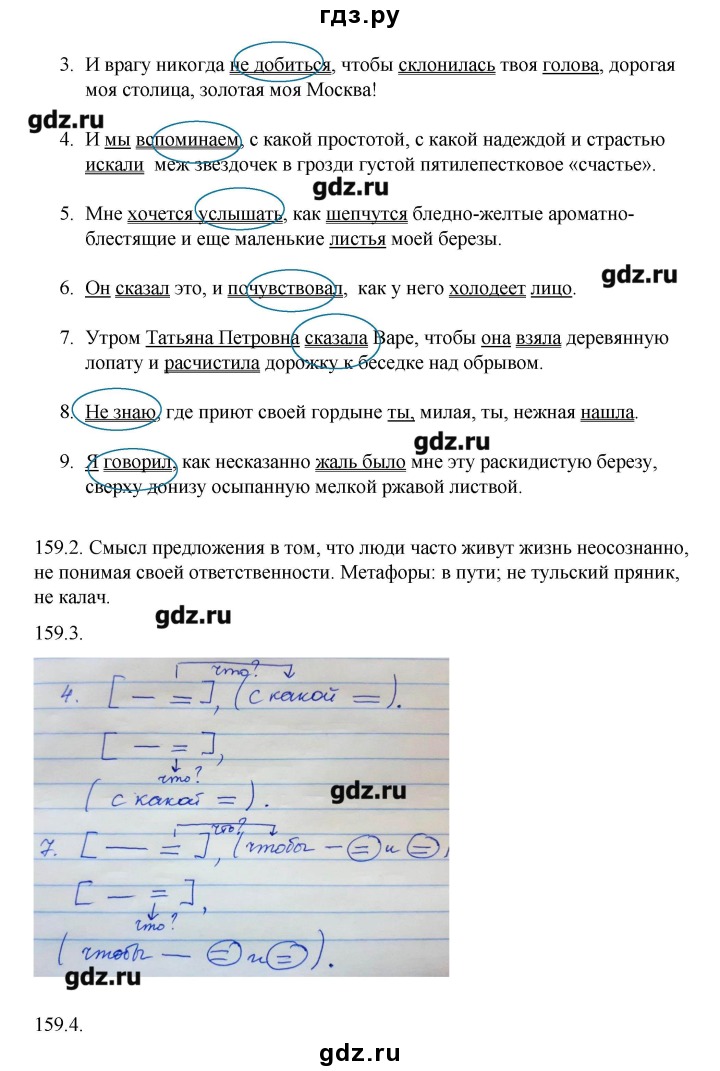 гдз.ру
3. И врагу никогда не добиться, чтобы склонилась твоя голова, дорогая
моя столица, золотая моя Москва!
gdz.ru
4. И мы вспоминаем, с какой простотой, с какой надеждой и страстью
искали меж звездочек в грозди густой пятилепестковое «счастье».
gdz.ru
5. Мне хочется услышать, как шепчутся бледно-желтые ароматно-
блестящие и еще маленькие листья моей березы.
gdz.ru
6. Он сказал это, и почувствовал, как у него холодеет лицо.
7. Утром Татьяна Петровна сказала Варе, чтобы она взяла деревянную
лопату и расчистила дорожку к беседке над обрывом.
8. Не знаю, где приют своей гордыне ты, милая, ты, нежная нашла.
gdz.ru
9. Я говорил, как несказанно жаль было мне эту раскидистую березу,
сверху донизу осыпанную мелкой ржавой листвой.
159.2. Смысл предложения в том, что люди часто живут жизнь неосознанно,
не понимая своей ответственности. Метафоры: в пути; не тульский пряник,
не калач.
gdz.ru
159.3.
что?
4. [ — = ], ( с какой = ).
[ — = ],
что?
gdz.ru
( с какой = ).
что?
7. [ — = ], (чтобы — = и = )
[ — = ],
что?
( чтобы — = и = ).
gdz.ru
159.4.
gdz.ru